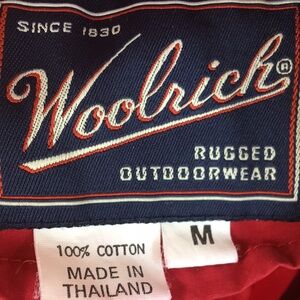 SINCE 1830
Woolrich®
RUGGED
OUTDOORWEAR
100% COTTON
MADE IN
THAILAND
M